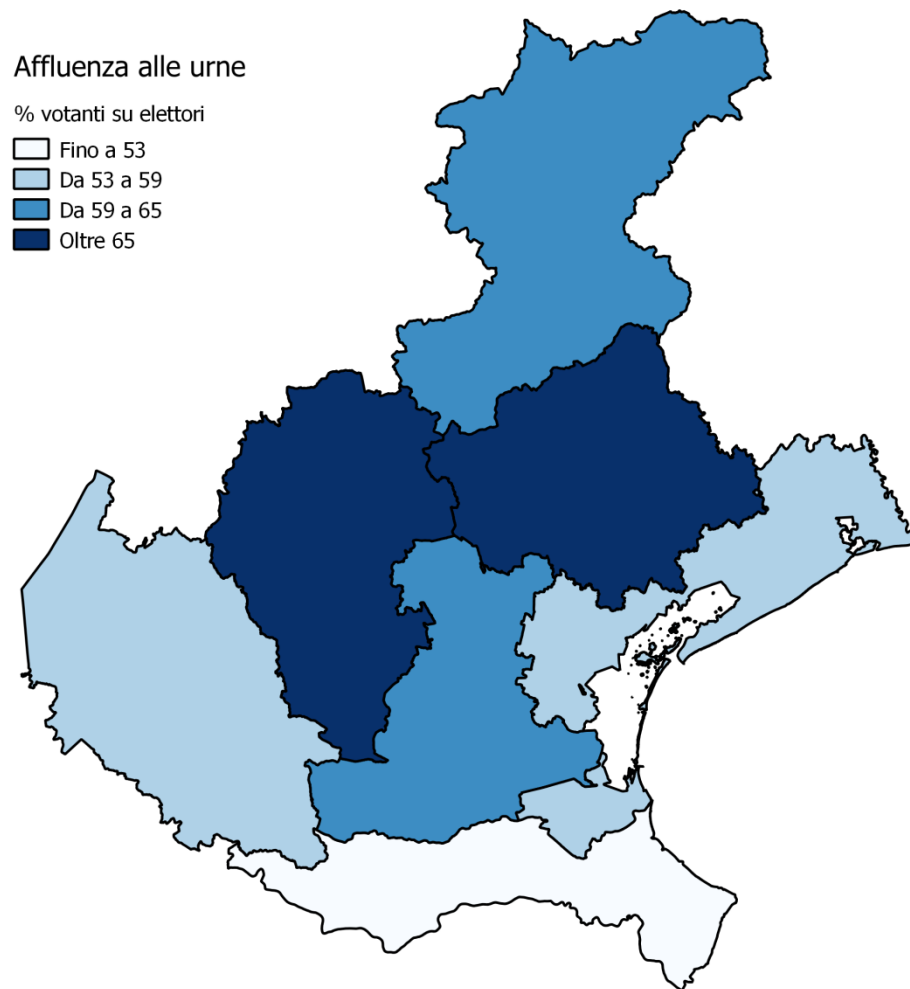 Affluenza alle urne
% votanti su elettori
Fino a 53
Da 53 a 59
Da 59 a 65
Oltre 65